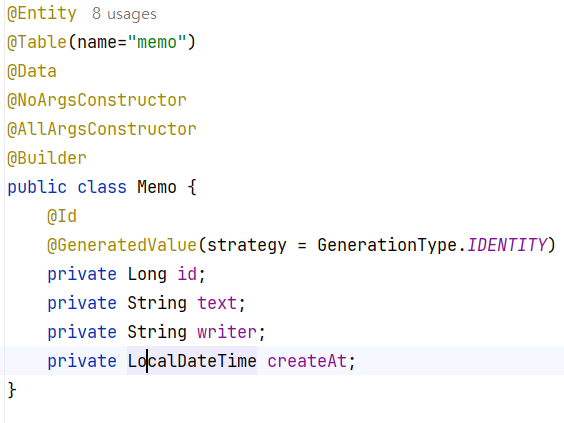 @Entity 8 usages
@Table(name="memo")
@Data
@NoArgsConstructor
@AllArgsConstructor
@Builder
public class Memo {
    @Id
    @GeneratedValue(strategy = GenerationType.IDENTITY)
    private Long id;
    private String text;
    private String writer;
    private LocalDateTime createAt;
}